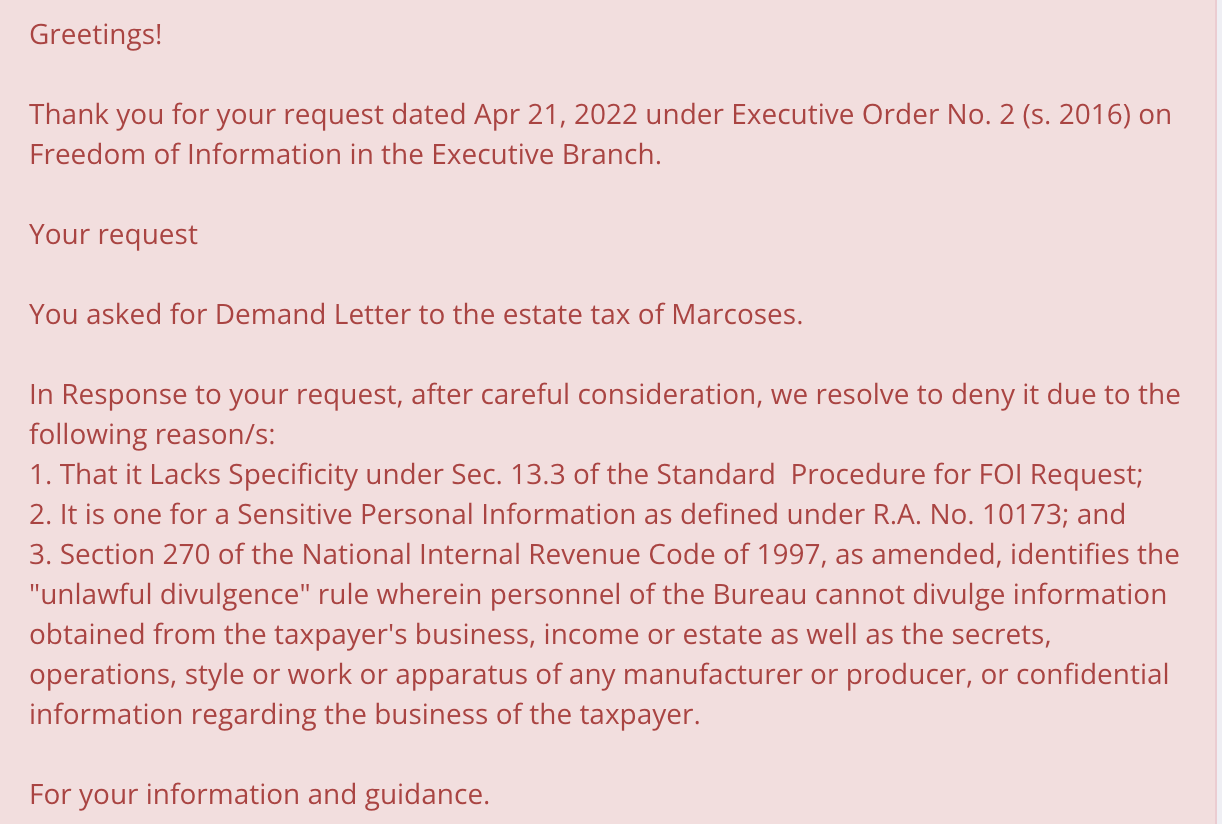 Greetings!
Thank you for your request dated Apr 21, 2022 under Executive Order No. 2 (s. 2016) on
Freedom of Information in the Executive Branch.
Your request
You asked for Demand Letter to the estate tax of Marcoses.
In Response to your request, after careful consideration, we resolve to deny it due to the
following reason/s:
1. That it Lacks Specificity under Sec. 13.3 of the Standard  Procedure for FOI Request;
2. It is one for a Sensitive Personal Information as defined under R.A. No. 10173; and
3. Section 270 of the National Internal Revenue Code of 1997, as amended, identifies the
"unlawful divulgence" rule wherein personnel of the Bureau cannot divulge information
obtained from the taxpayer's business, income or estate as well as the secrets,
operations, style or work or apparatus of any manufacturer or producer, or confidential
information regarding the business of the taxpayer.
For your information and guidance.